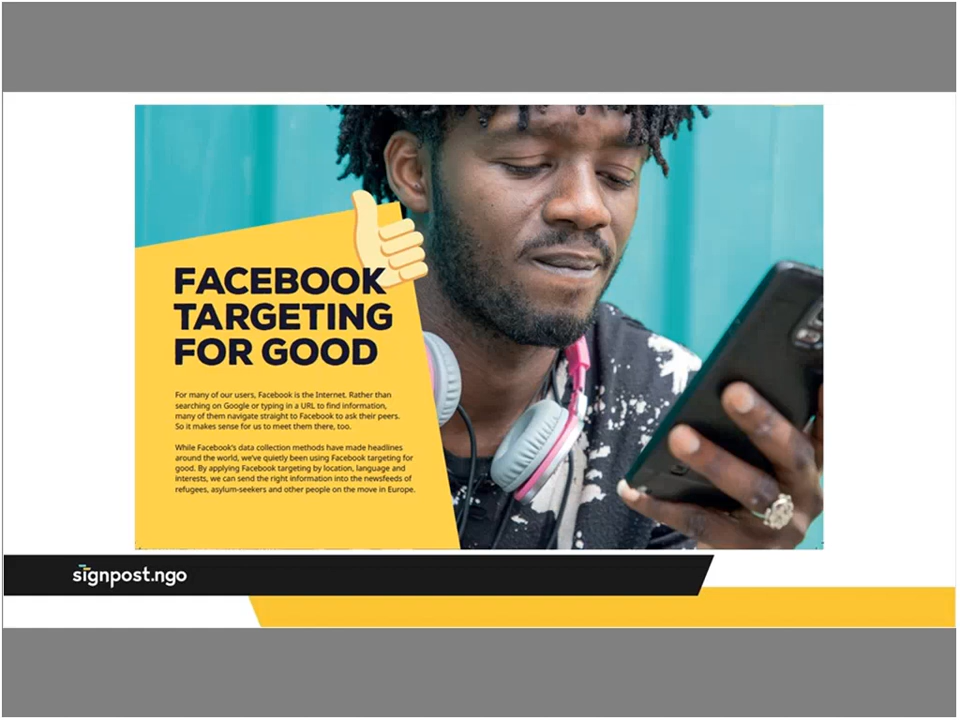 FACEBOOK
TARGETING
FOR GOOD
For many of our users, Facebook is the Internet. Rather than
searching on Google or typing in a URL to find information,
many of them navigate straight to Facebook to ask their peers.
So it makes sense for us to meet them there, too.
While Facebook's data collection methods have made headlines
around the world, we've quietly been using Facebook targeting for
good. By applying Facebook targeting by location, language and
interests, we can send the right information into the newsfeeds of
refugees, asylum-seekers and other people on the move in Europe.
signpost.ngo